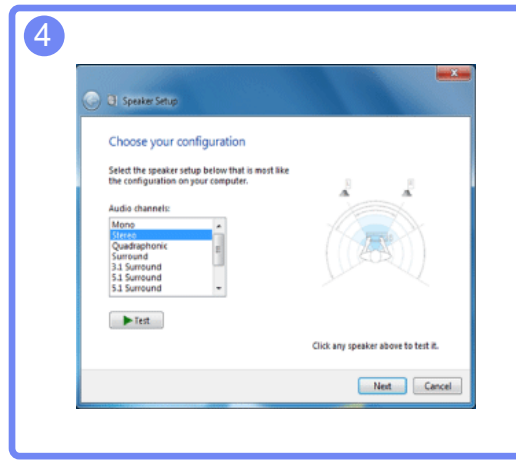 4
Speaker Setup
Choose your configuration
Select the speaker setup below that is most like
the configuration on your computer.
Audio channels:
Mono
Stereo
Quadraphonic
Surround
3.1 Surround
5.1 Surround
5.1 Surround
Test
Click any speaker above to test it.
Next
Cancel